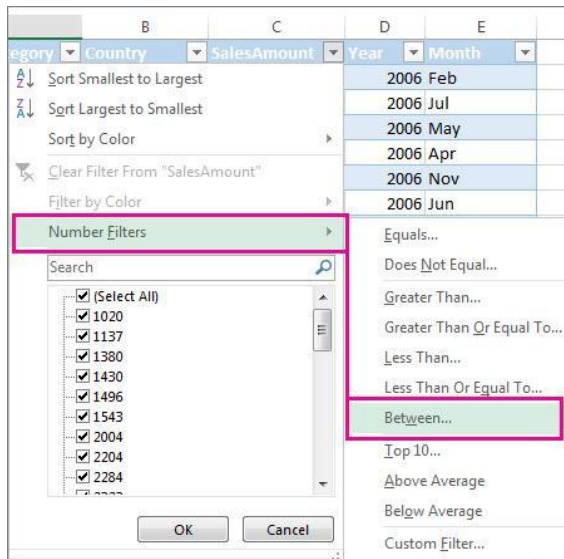 B C D E
egory Country SalesAmount Year Month
Sort Smallest to Largest
Sort Largest to Smallest
Sort by Color
Clear Filter From "SalesAmount"
Filter by Color
Number Filters
Search
(Select All)
1020
1137
1380
1430
1496
1543
2004
2204
2284
OK Cancel
2006 Feb
2006 Jul
2006 May
2006 Apr
2006 Nov
2006 Jun
Equals...
Does Not Equal...
Greater Than...
Greater Than Or Equal To...
Less Than...
Less Than Or Equal To...
Between...
Top 10...
Above Average
Below Average
Custom Filter...